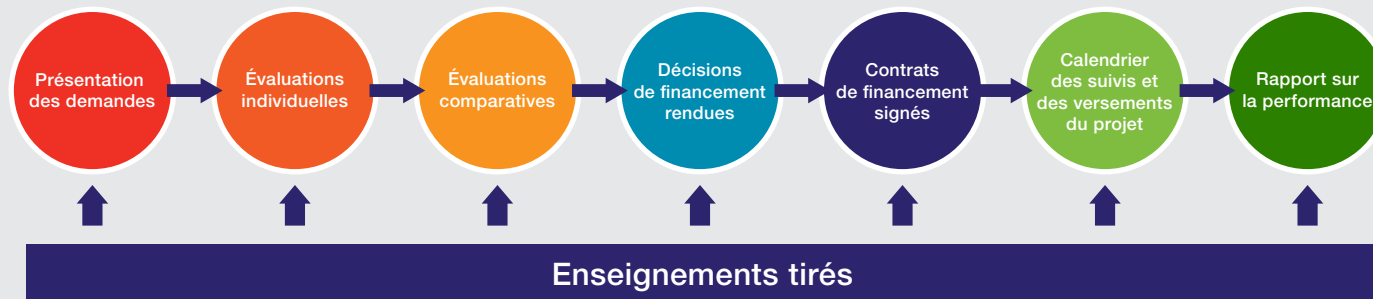 Présentation
des demandes
Évaluations
individuelles
Évaluations
comparatives
Décisions
de financement
rendues
Contrats
de financement
signés
Calendrier
des suivis et
des versements
du projet
Rapport sur
la performance
Enseignements tirés